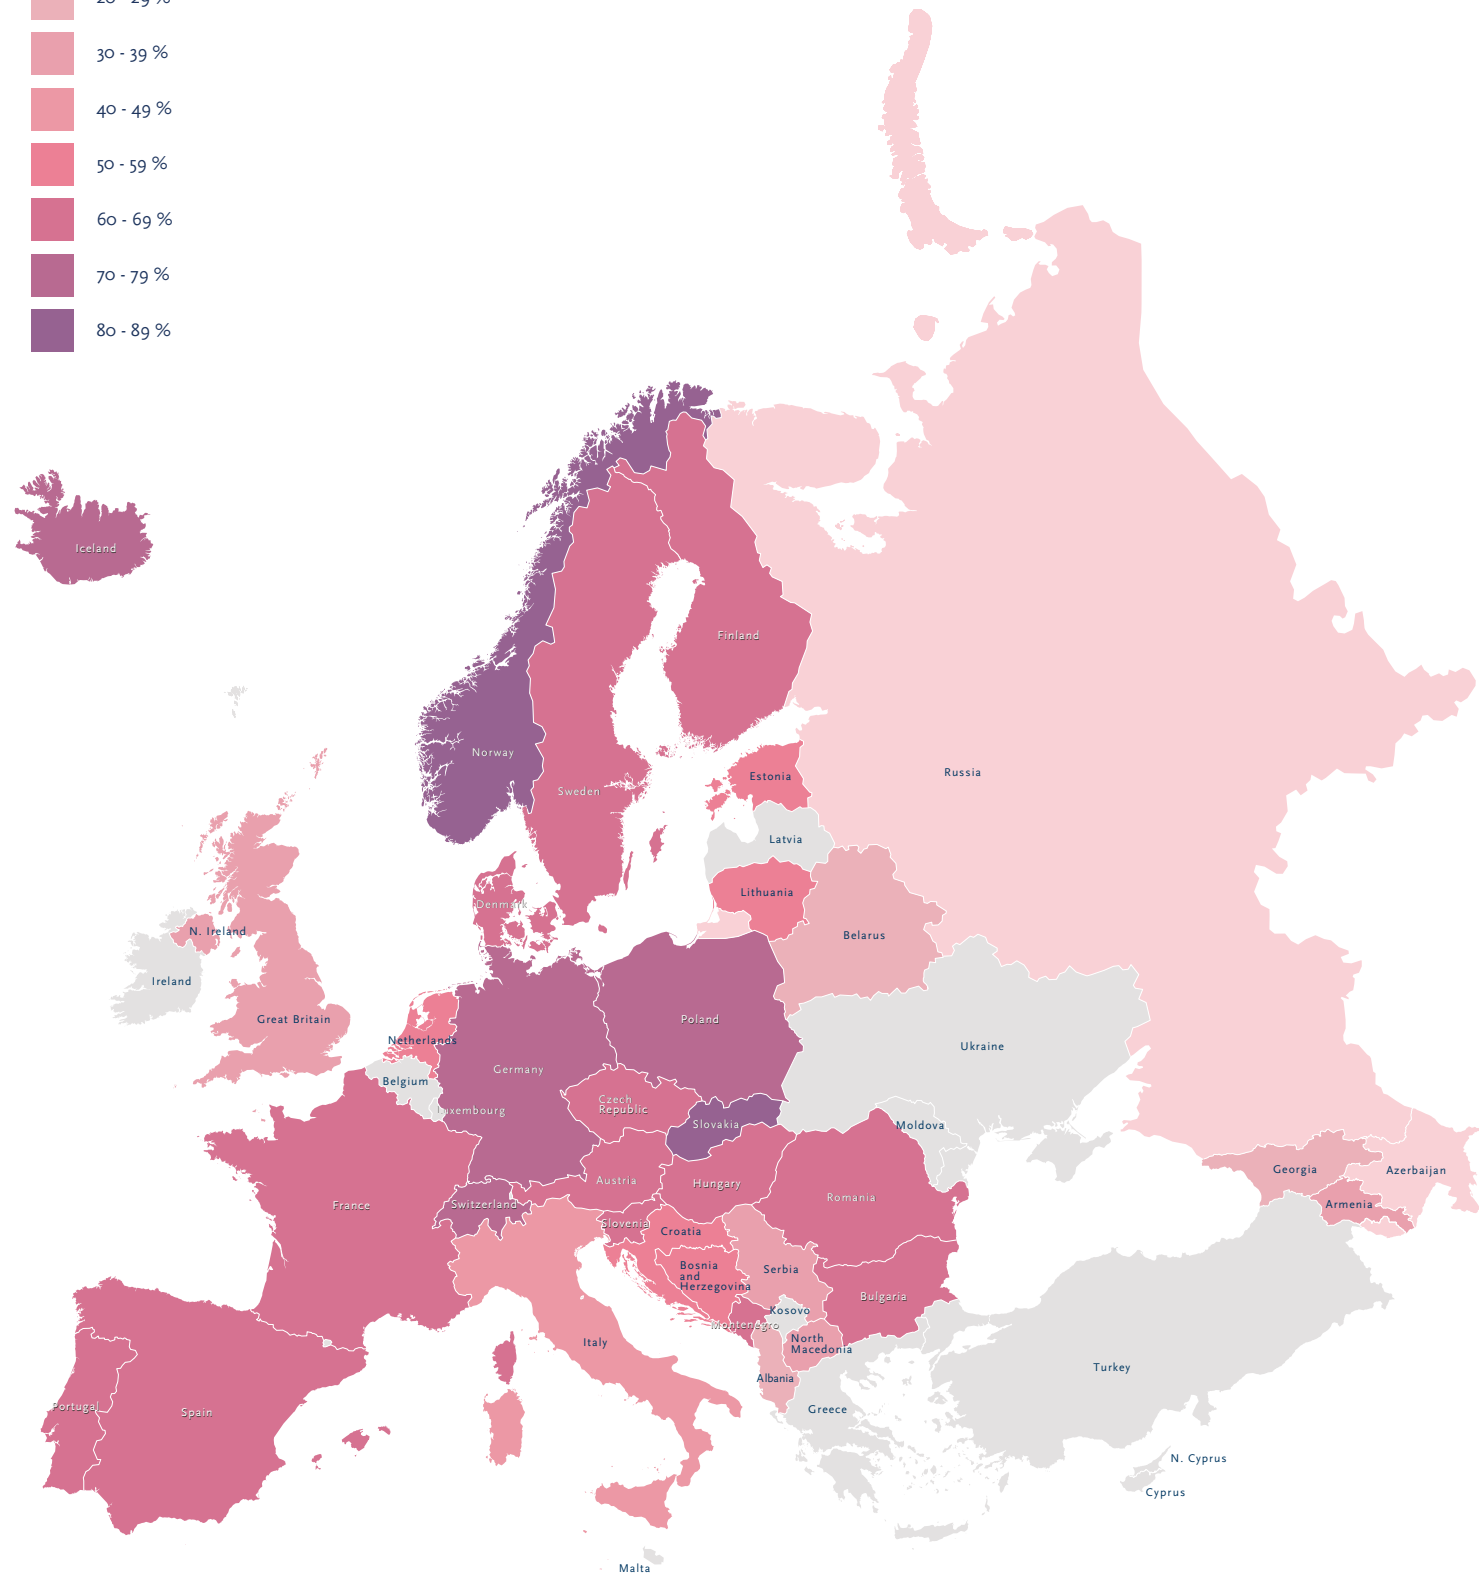 20 - 29 %
30 - 39 %
40 - 49 %
50 - 59 %
60 - 69 %
70 - 79 %
80 - 89 %
Iceland
Finland
Norway
Russia
Estonia
Sweden
Latvia
Lithuania
Denmark
N. Ireland
Belarus
Ireland
Great Britain
Poland
Netherlands
Ukraine
Germany
Belgium
Czech
Republic
Luxembourg
Slovakia
Moldova
Georgia
Azerbaijan
Austria
Hungary
Romania
France
Switzerland
Armenia
Slovenia
Croatia
Bosnia
and
Herzegovina
Serbia
Bulgaria
Kosovo
Montenegro
North
Macedonia
Italy
Turkey
Albania
Portugal
Spain
Greece
N. Cyprus
Cyprus
Malta